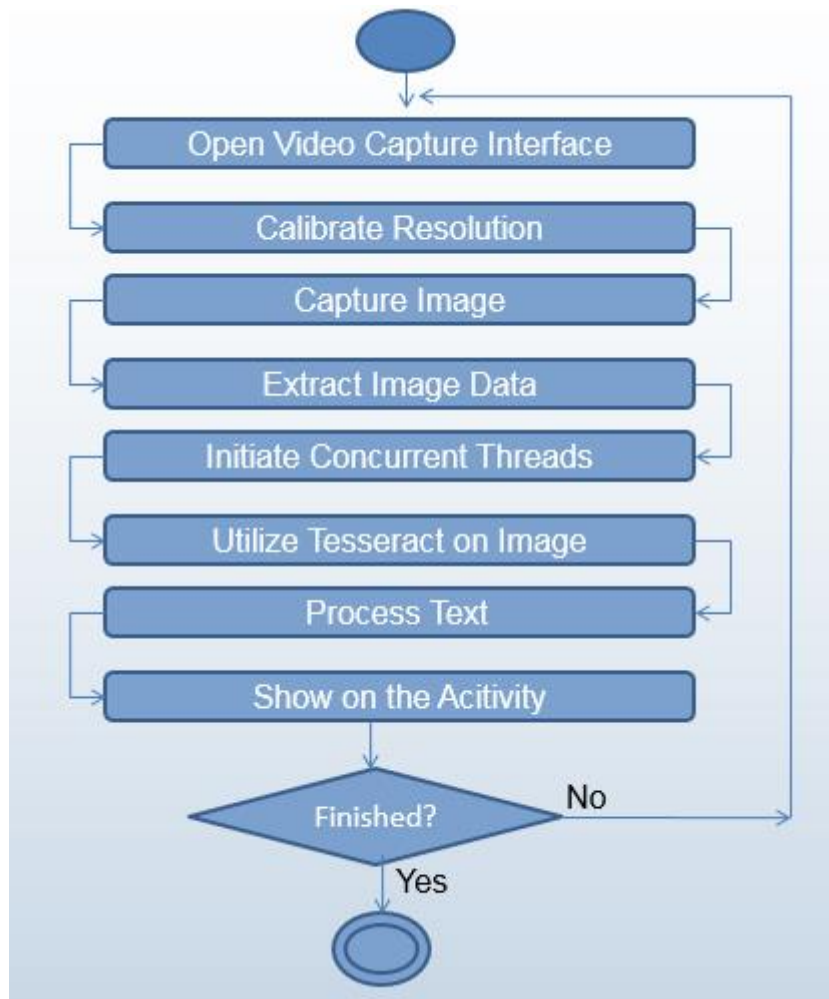 Open Video Capture Interface
Calibrate Resolution
Capture Image
Extract Image Data
Initiate Concurrent Threads
Utilize Tesseract on Image
Process Text
Show on the Acitivity
Finished?
No
Yes